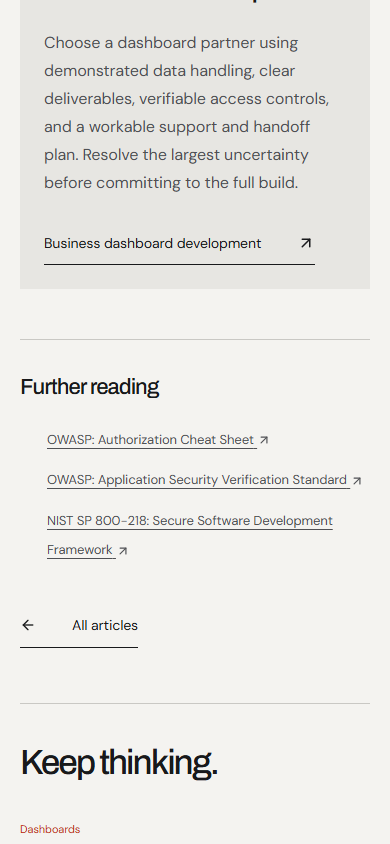 Choose a dashboard partner using
demonstrated data handling, clear
deliverables, verifiable access controls,
and a workable support and handoff
plan. Resolve the largest uncertainty
before committing to the full build.
Business dashboard development
Further reading
OWASP: Authorization Cheat Sheet
OWASP: Application Security Verification Standard
NIST SP 800-218: Secure Software Development
Framework
All articles
Keep thinking.
Dashboards